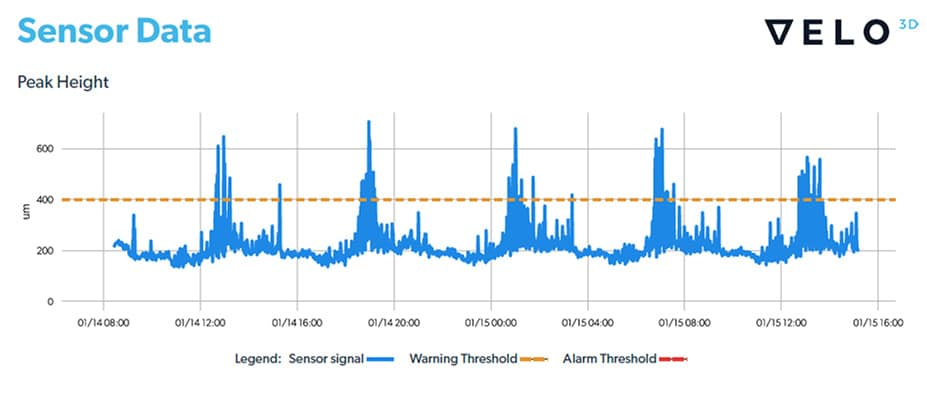 Sensor Data
VELO 3D
Peak Height
600
400
200
0
um
01/14 08:00 01/14 12:00 01/14 16:00 01/14 20:00 01/15 00:00 01/15 04:00 01/15 08:00 01/15 12:00 01/15 16:00
Legend: Sensor signal Warning Threshold Alarm Threshold